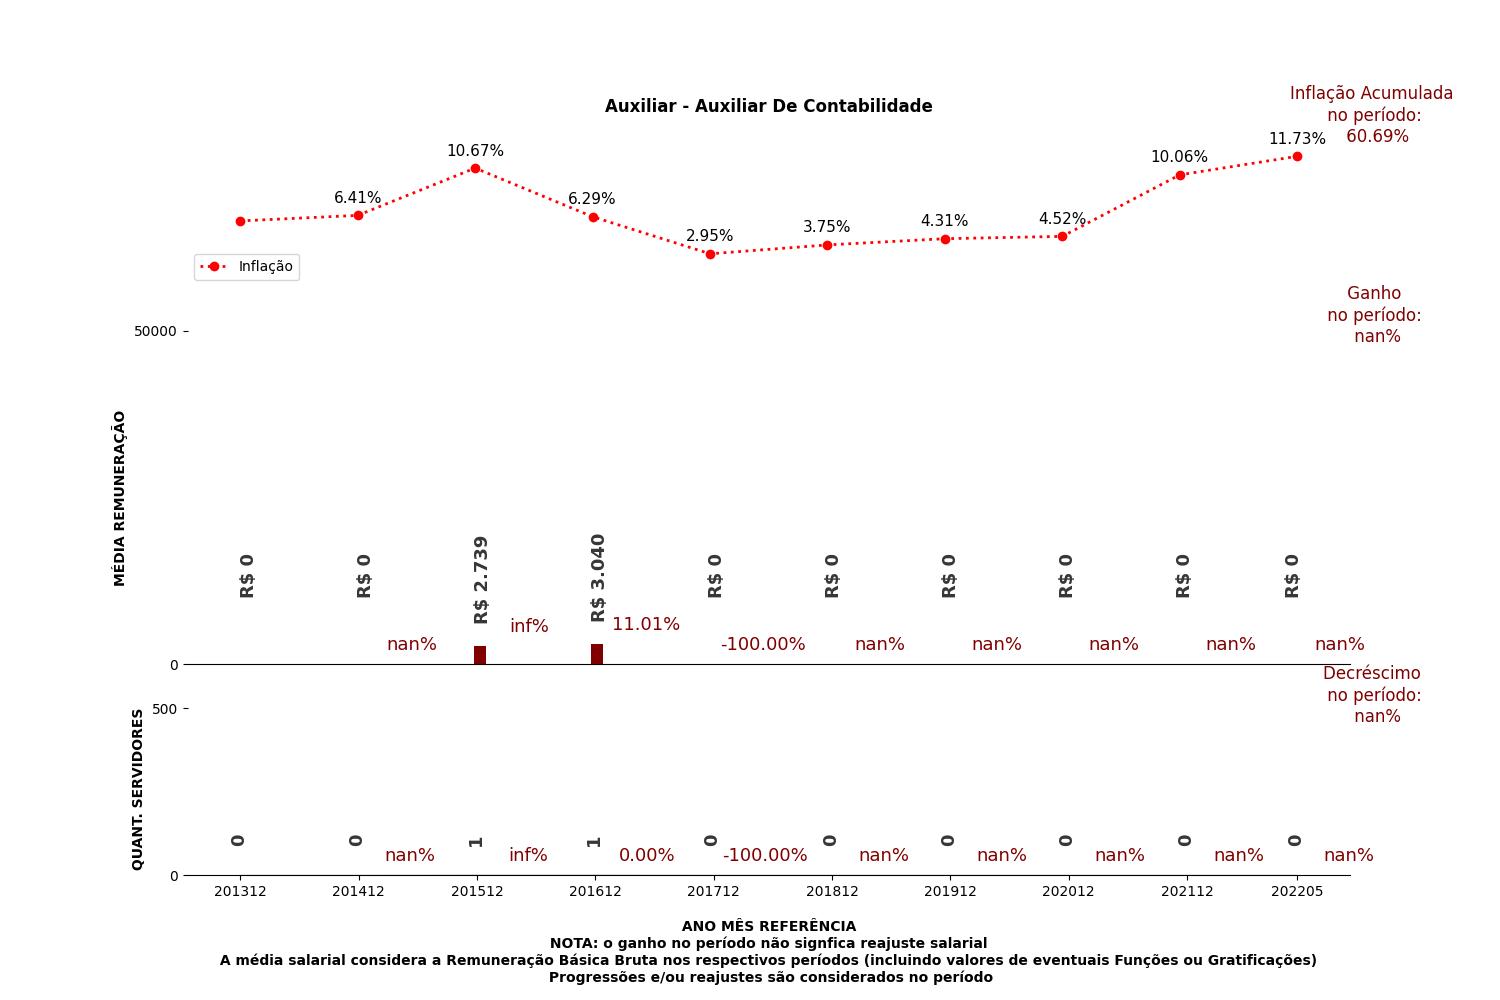 Auxiliar - Auxiliar De Contabilidade
Inflação Acumulada
no período:
60.69%
6.41%
10.67%
6.29%
2.95%
3.75%
4.31%
4.52%
10.06%
11.73%
Inflação
Ganho
no período:
nan%
50000
0
MÉDIA REMUNERAÇÃO
R$ 0
R$ 0
R$ 2.739
R$ 3.040
R$ 0
R$ 0
R$ 0
R$ 0
R$ 0
R$ 0
nan%
inf%
11.01%
-100.00%
nan%
nan%
nan%
nan%
nan%
Decréscimo
no período:
nan%
500
0
QUANT. SERVIDORES
0
0
1
1
0
0
0
0
0
0
nan%
inf%
0.00%
-100.00%
nan%
nan%
nan%
nan%
nan%
201312
201412
201512
201612
201712
201812
201912
202012
202112
202205
ANO MÊS REFERÊNCIA
NOTA: o ganho no período não signfica reajuste salarial
A média salarial considera a Remuneração Básica Bruta nos respectivos períodos (incluindo valores de eventuais Funções ou Gratificações)
Progressões e/ou reajustes são considerados no período